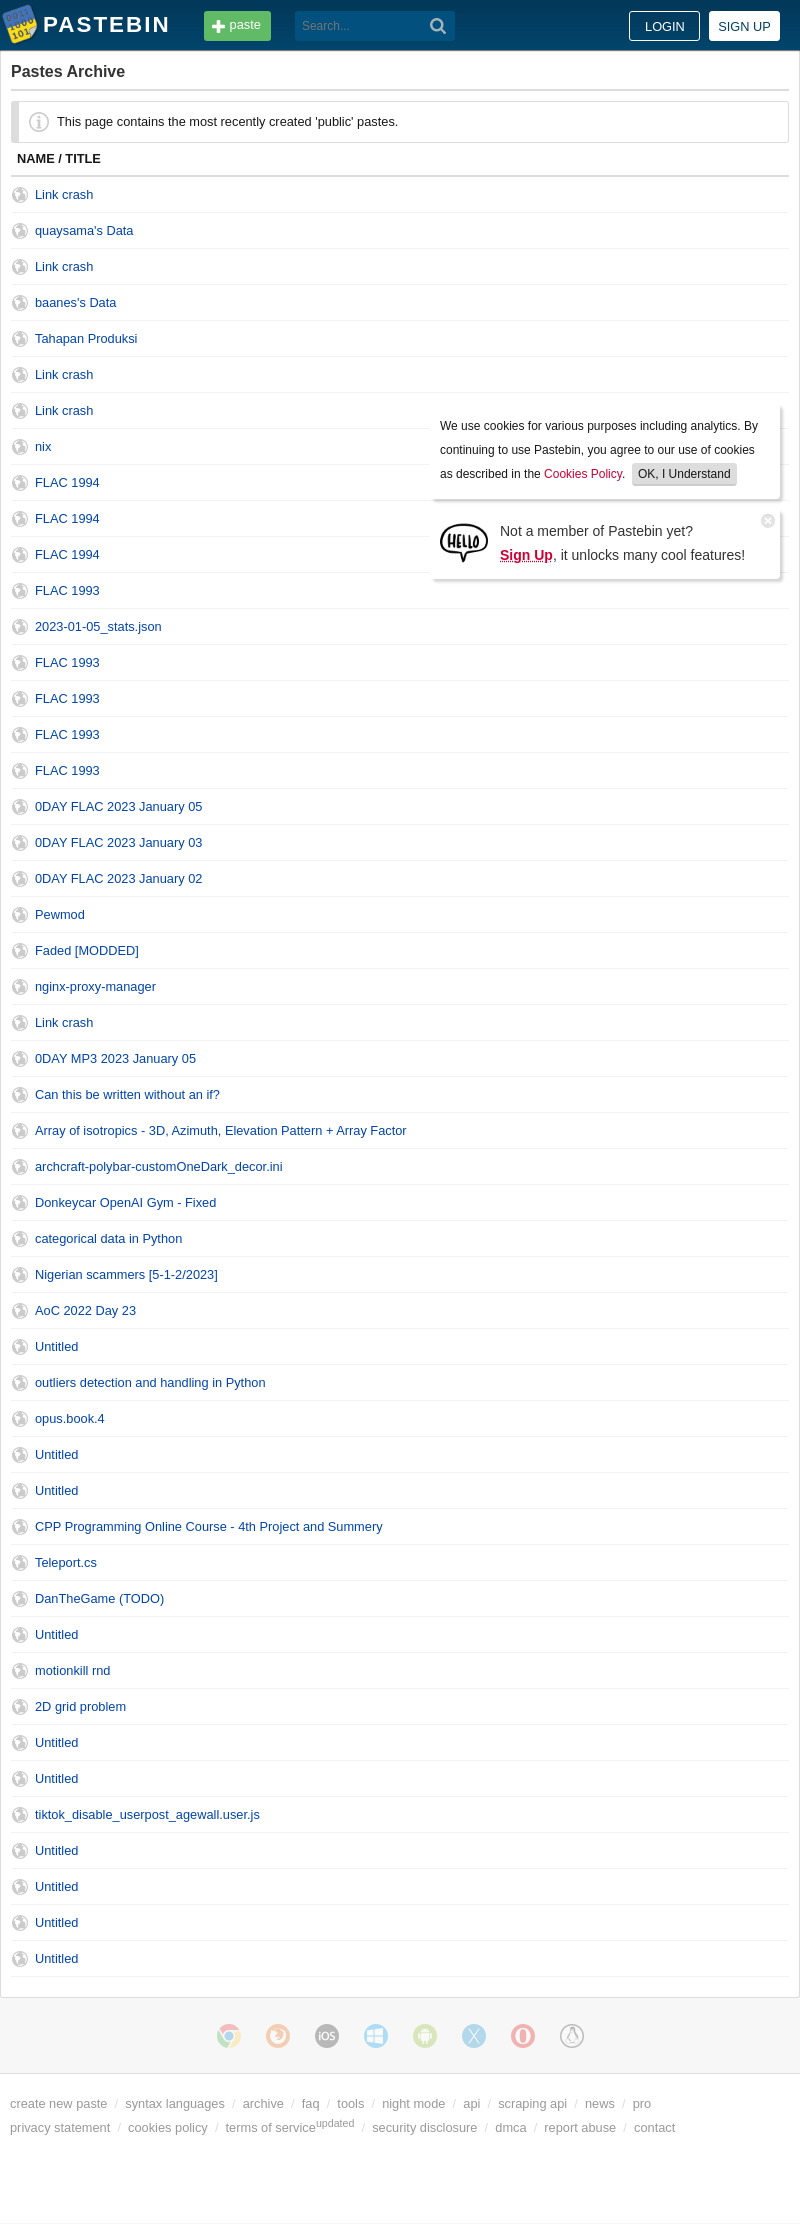 PASTEBIN
paste
Search...
LOGIN
SIGN UP
Pastes Archive
This page contains the most recently created 'public' pastes.
NAME / TITLE
Link crash
quaysama's Data
Link crash
baanes's Data
Tahapan Produksi
Link crash
Link crash
nix
FLAC 1994
FLAC 1994
FLAC 1994
FLAC 1993
We use cookies for various purposes including analytics. By
continuing to use Pastebin, you agree to our use of cookies
as described in the Cookies Policy. OK, I Understand
HELLO
Not a member of Pastebin yet?
Sign Up, it unlocks many cool features!
2023-01-05_stats.json
FLAC 1993
FLAC 1993
FLAC 1993
FLAC 1993
0DAY FLAC 2023 January 05
0DAY FLAC 2023 January 03
0DAY FLAC 2023 January 02
Pewmod
Faded [MODDED]
nginx-proxy-manager
Link crash
0DAY MP3 2023 January 05
Can this be written without an if?
Array of isotropics - 3D, Azimuth, Elevation Pattern + Array Factor
archcraft-polybar-customOneDark_decor.ini
Donkeycar OpenAI Gym - Fixed
categorical data in Python
Nigerian scammers [5-1-2/2023]
AoC 2022 Day 23
Untitled
outliers detection and handling in Python
opus.book.4
Untitled
Untitled
CPP Programming Online Course - 4th Project and Summery
Teleport.cs
DanTheGame (TODO)
Untitled
motionkill rnd
2D grid problem
Untitled
Untitled
tiktok_disable_userpost_agewall.user.js
Untitled
Untitled
Untitled
Untitled
iOS
create new paste / syntax languages / archive / faq / tools / night mode / api / scraping api / news / pro
privacy statement / cookies policy / terms of service updated / security disclosure / dmca / report abuse / contact